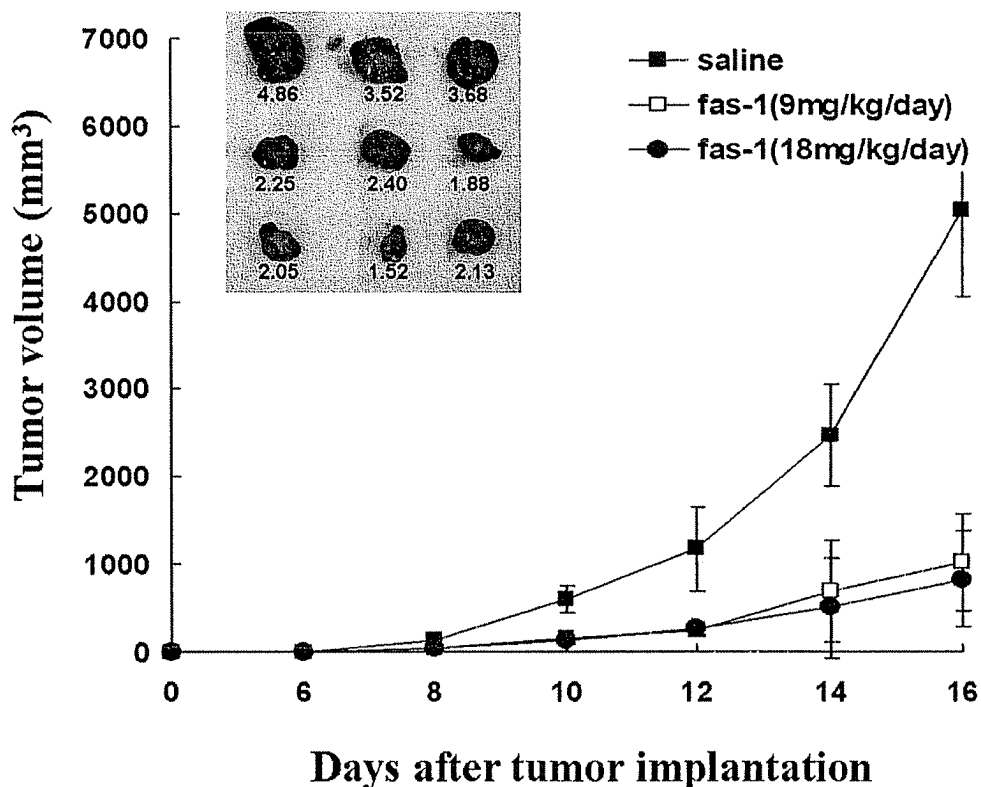 7000
6000
5000
4000
3000
2000
1000
0
Tumor volume (mm³)
4.86 3.52 3.68
2.25 2.40 1.88
2.05 1.52 2.13
saline
fas-1(9mg/kg/day)
fas-1(18mg/kg/day)
0 6 8 10 12 14 16
Days after tumor implantation